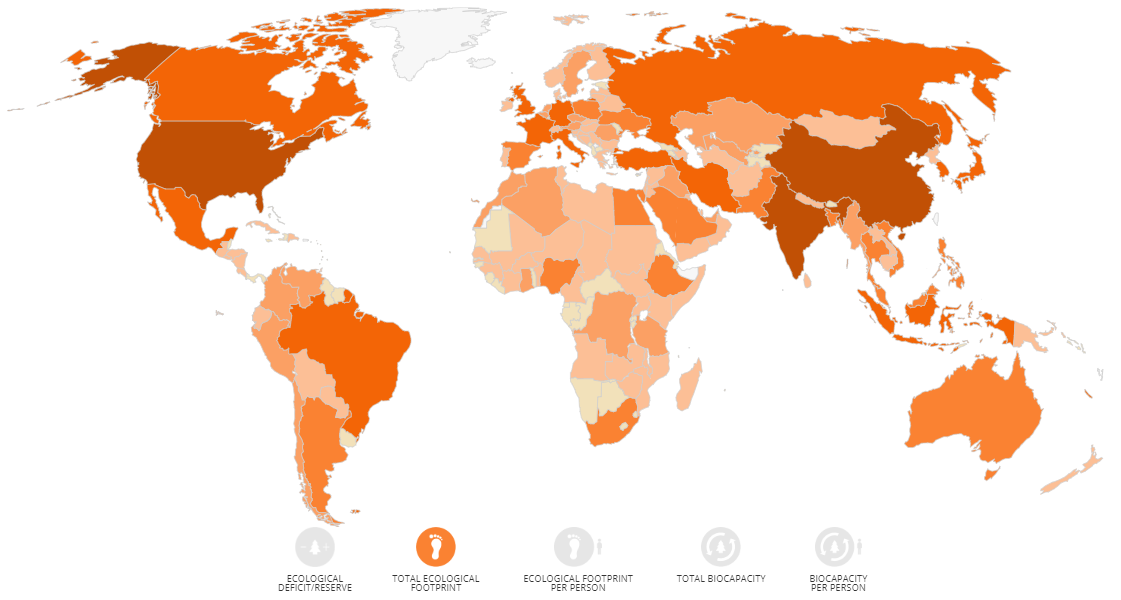 ECOLOGICAL
DEFICIT/RESERVE
TOTAL ECOLOGICAL
FOOTPRINT
ECOLOGICAL FOOTPRINT
PER PERSON
TOTAL BIOCAPACITY
BIOCAPACITY
PER PERSON